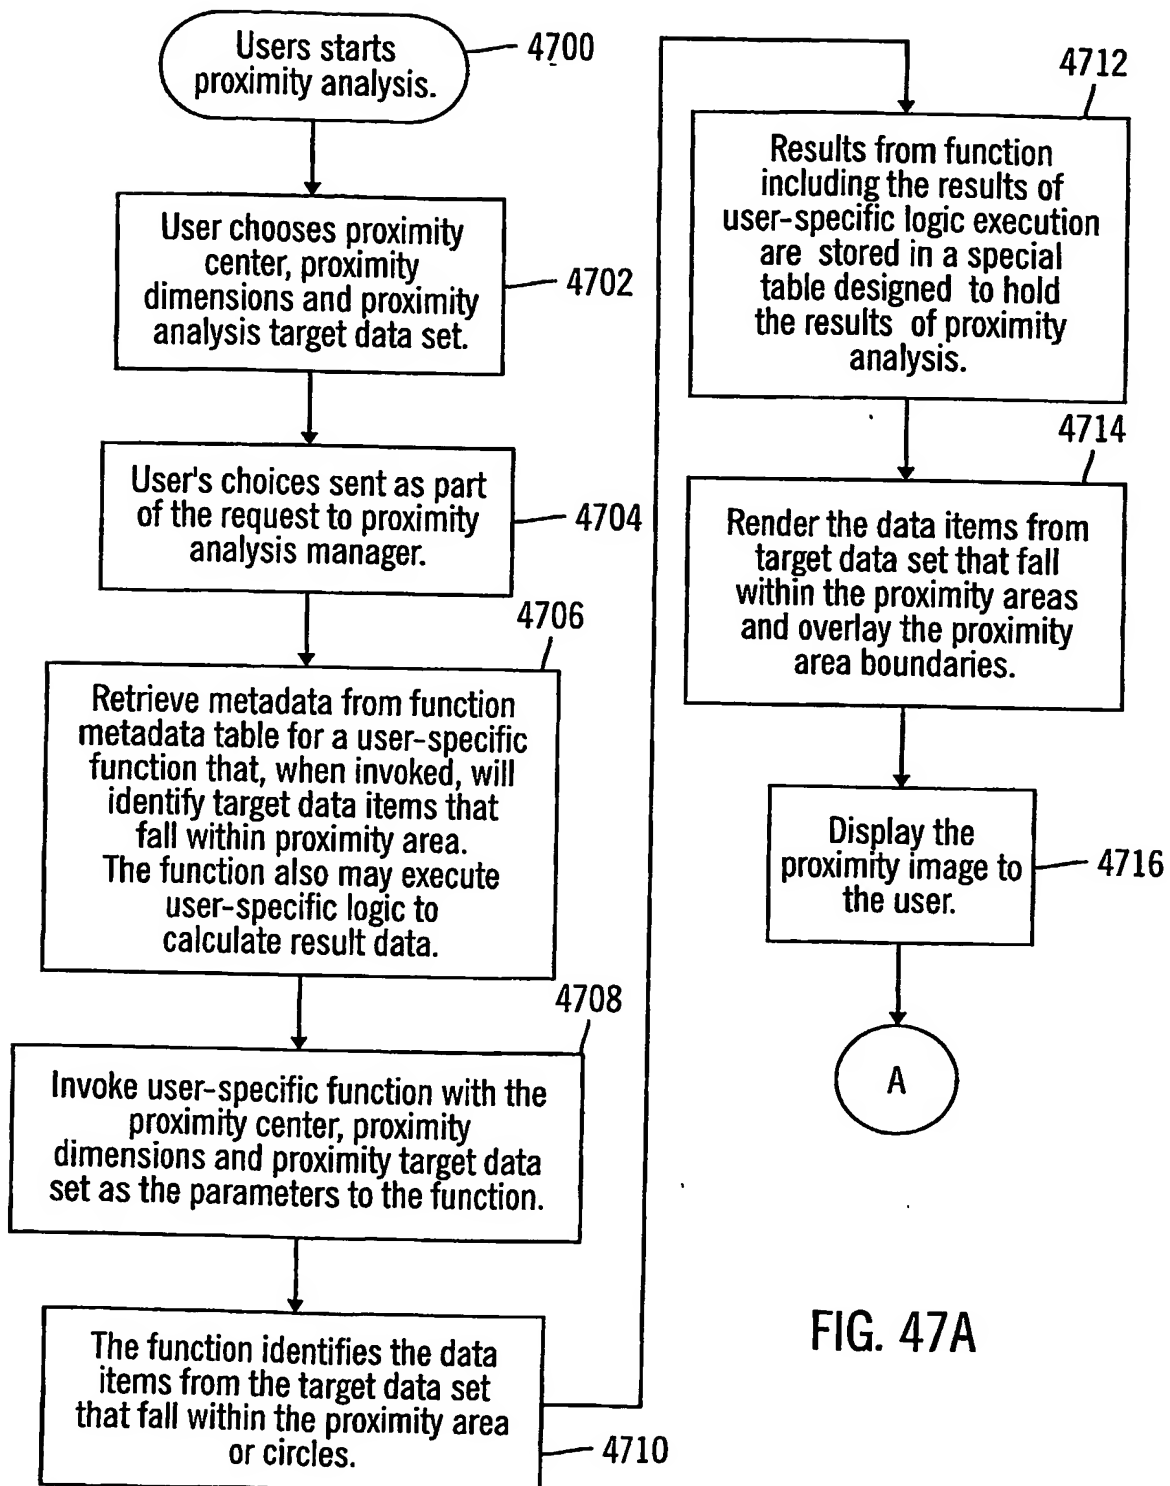 Users starts
proximity analysis.
4700
User chooses proximity
center, proximity
dimensions and proximity
analysis target data set.
4702
User's choices sent as part
of the request to proximity
analysis manager.
4704
4706
Retrieve metadata from function
metadata table for a user-specific
function that, when invoked, will
identify target data items that
fall within proximity area.
The function also may execute
user-specific logic to
calculate result data.
4708
Invoke user-specific function with the
proximity center, proximity
dimensions and proximity target data
set as the parameters to the function.
The function identifies the data
items from the target data set
that fall within the proximity area
or circles.
4710
4712
Results from function
including the results of
user-specific logic execution
are stored in a special
table designed to hold
the results of proximity
analysis.
4714
Render the data items from
target data set that fall
within the proximity areas
and overlay the proximity
area boundaries.
Display the
proximity image to
the user.
4716
A
FIG. 47A